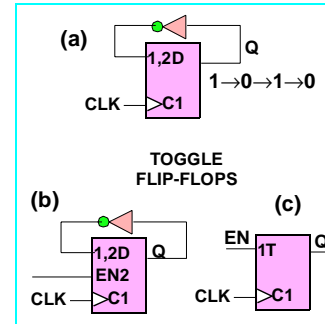 (a)
1,2D
Q
1→0→1→0
CLK
C1
TOGGLE
FLIP-FLOPS
(b)
1,2D
Q
EN2
CLK
C1
(c)
EN
1T
Q
CLK
C1